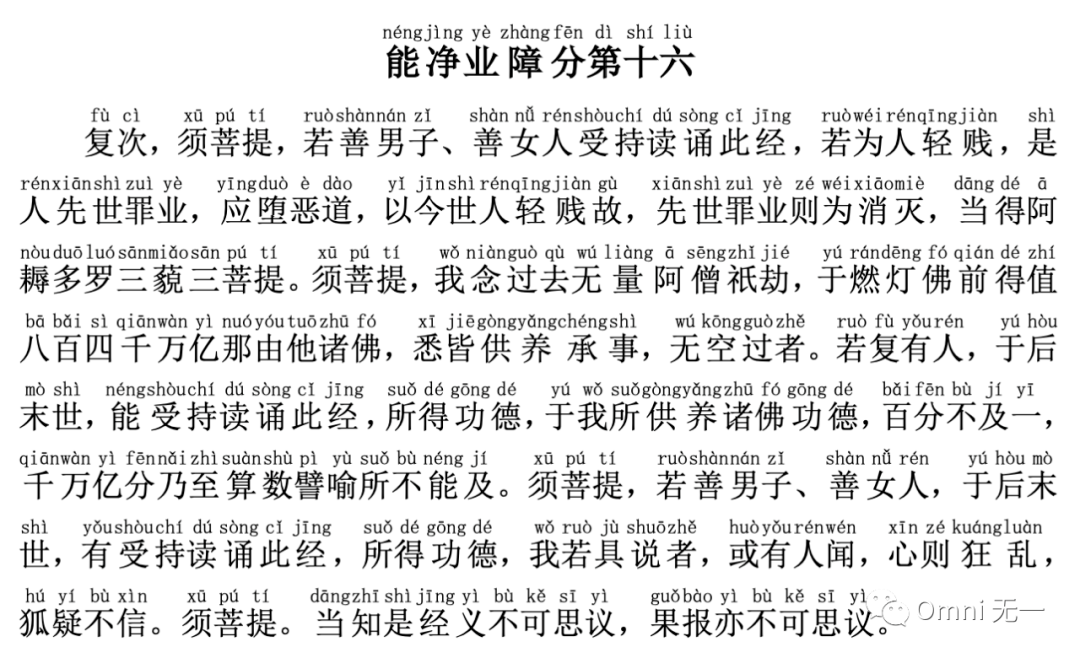 néngjìng yè zhàngfēn dì shí liù
能净业障分第十六
fù cì xū pú tí ruòshànnán zǐ shàn nǚ rénshòuchí dú sòng cǐ jīng ruòwéirénqīngjiàn shì
复次，须菩提，若善男子、善女人受持读诵此经，若为人轻贱，是
rénxiānshì zuì yè yīngduò è dào yǐ jīnshìrénqīngjiàn gù xiānshì zuì yè zé wéixiāomiè dāng dé ā
人先世罪业，应堕恶道，以今世人轻贱故，先世罪业则为消灭，当得阿
nòuduōluósānmiǎosān pú tí xū pú tí wǒ niànguò qù wú liàng ā sēngzhǐ jié yú rándēng fó qián dé zhí
耨多罗三藐三菩提。须菩提，我念过去无量阿僧祇劫，于燃灯佛前得值
bā bǎi sì qiānwàn yì nuóyóutuōzhū fó xī jiēgòngyǎngchéngshì wú kōngguòzhě ruò fù yǒurén yú hòu
八百四千万亿那由他诸佛，悉皆供养承事，无空过者。若复有人，于后
mò shì néngshòuchí dú sòng cǐ jīng suǒ dé gōng dé yú wǒ suǒgòngyǎngzhū fó gōng dé bǎifēn bù jí yī
末世，能受持读诵此经，所得功德，于我所供养诸佛功德，百分不及一，
qiānwàn yì fēnnǎizhìsuànshù pì yù suǒ bù néng jí xū pú tí ruòshànnán zǐ shàn nǚ rén yú hòu mò
千万亿分乃至算数譬喻所不能及。须菩提，若善男子、善女人，于后末
shì yǒushòuchí dú sòng cǐ jīng suǒ dé gōng dé wǒ ruò jù shuōzhě huòyǒurénwén xīn zé kuángluàn
世，有受持读诵此经，所得功德，我若具说者，或有人闻，心则狂乱，
hú yí bù xìn xū pú tí dāngzhīshìjīng yì bù kě sī yì guǒbào yì bù kě sī yì
狐疑不信。须菩提。当知是经义不可思议，果报亦不可思议。
Omni无一